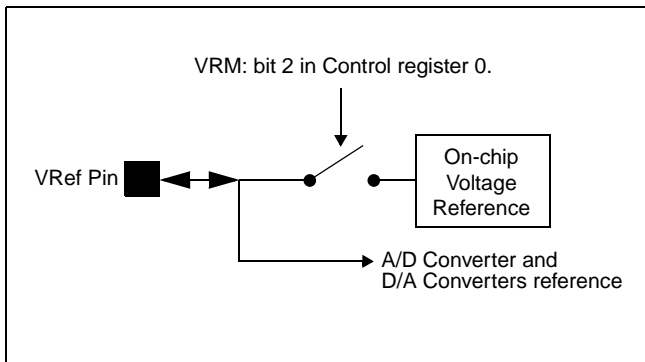 VRM: bit 2 in Control register 0.
VRef Pin
On-chip
Voltage
Reference
A/D Converter and
D/A Converters reference